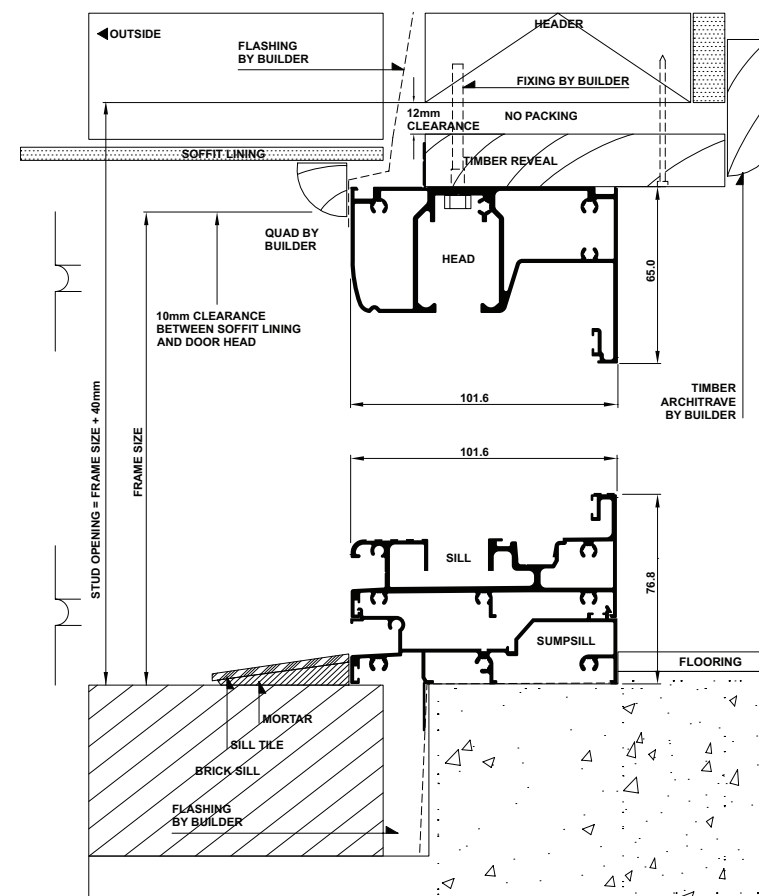 OUTSIDE
HEADER
FLASHING
BY BUILDER
FIXING BY BUILDER
12mm
CLEARANCE
NO PACKING
SOFFIT LINING
TIMBER REVEAL
QUAD BY
BUILDER
HEAD
65.0
10mm CLEARANCE
BETWEEN SOFFIT LINING
AND DOOR HEAD
TIMBER
ARCHITRAVE
BY BUILDER
101.6
STUD OPENING = FRAME SIZE + 40mm
FRAME SIZE
101.6
SILL
76.8
SUMPSILL
FLOORING
MORTAR
SILL TILE
BRICK SILL
FLASHING
BY BUILDER